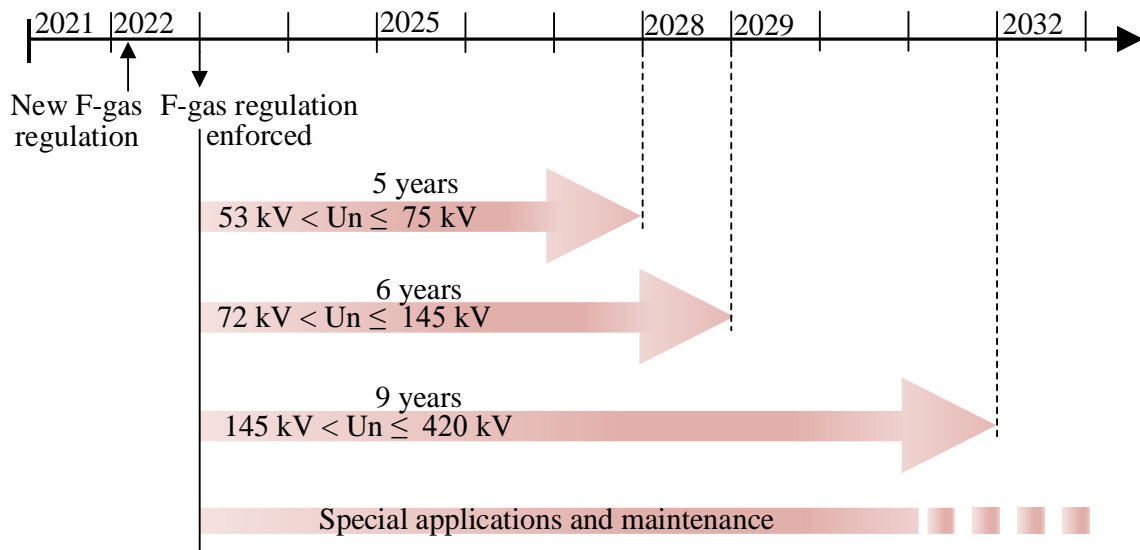 2021
2022
2025
2028
2029
2032
New F-gas
regulation
F-gas regulation
enforced
5 years
53 kV < Un ≤ 75 kV
6 years
72 kV < Un ≤ 145 kV
9 years
145 kV < Un ≤ 420 kV
Special applications and maintenance